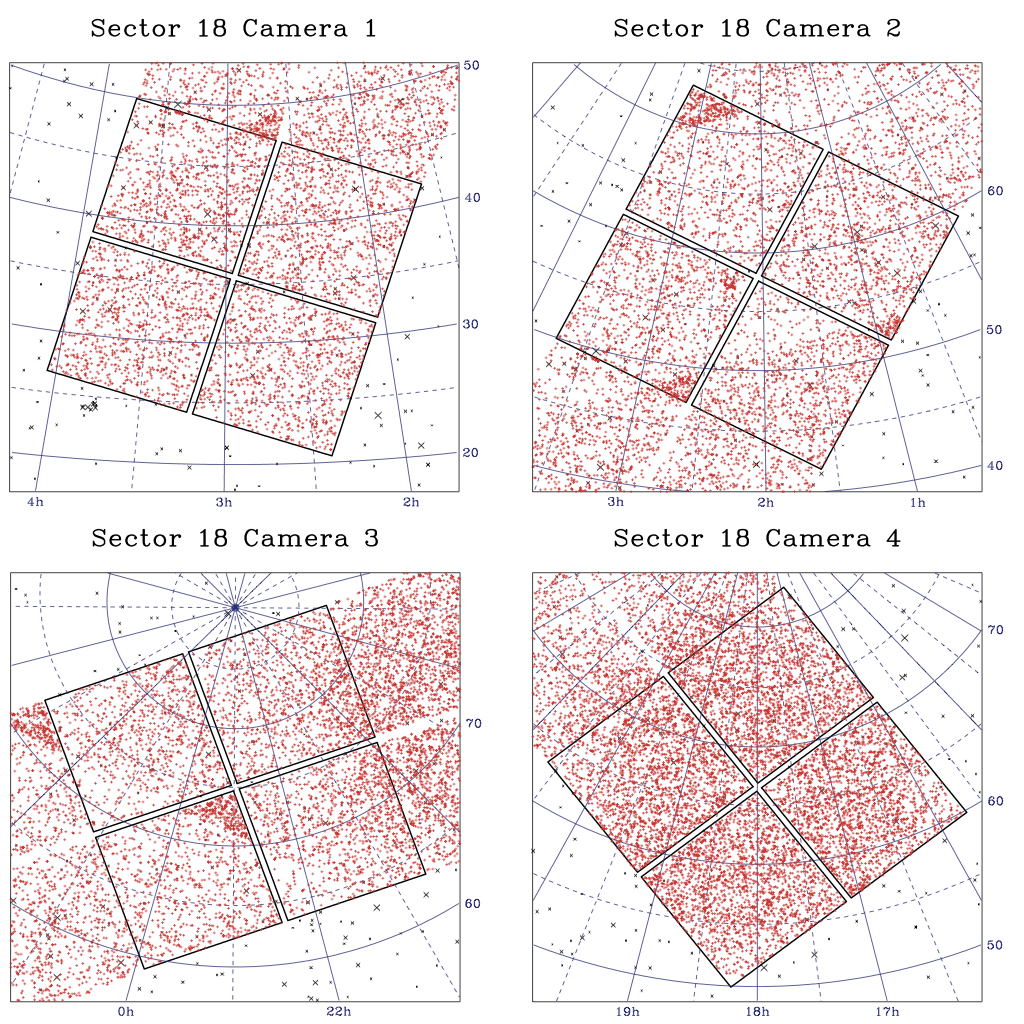 Sector 18 Camera 1
Sector 18 Camera 2
50
40
30
20
4h 3h 2h
60
50
40
3h 2h 1h
Sector 18 Camera 3
Sector 18 Camera 4
70
60
0h 22h
70
60
50
19h 18h 17h